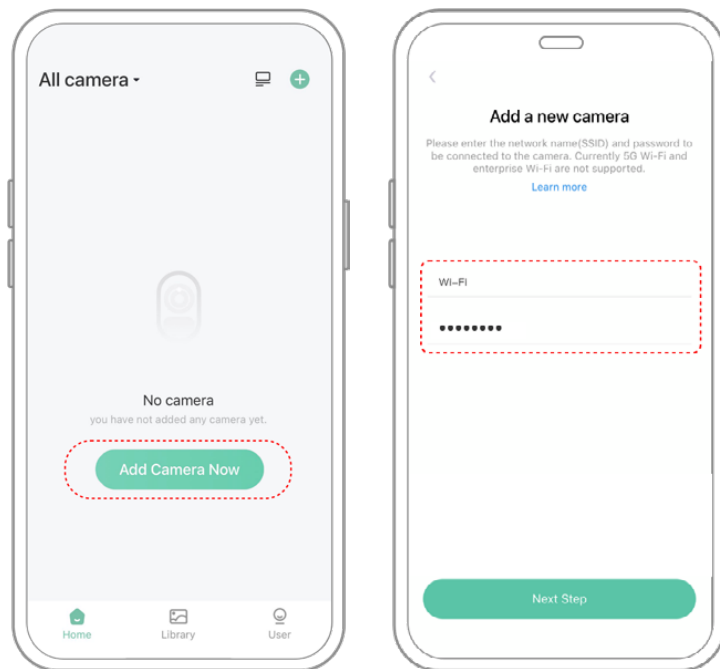 All camera
No camera
you have not added any camera yet.
Add Camera Now
Home
Library
User
Add a new camera
Please enter the network name(SSID) and password to
be connected to the camera. Currently 5G Wi-Fi and
enterprise Wi-Fi are not supported.
Learn more
Wi-Fi
••••••••
Next Step